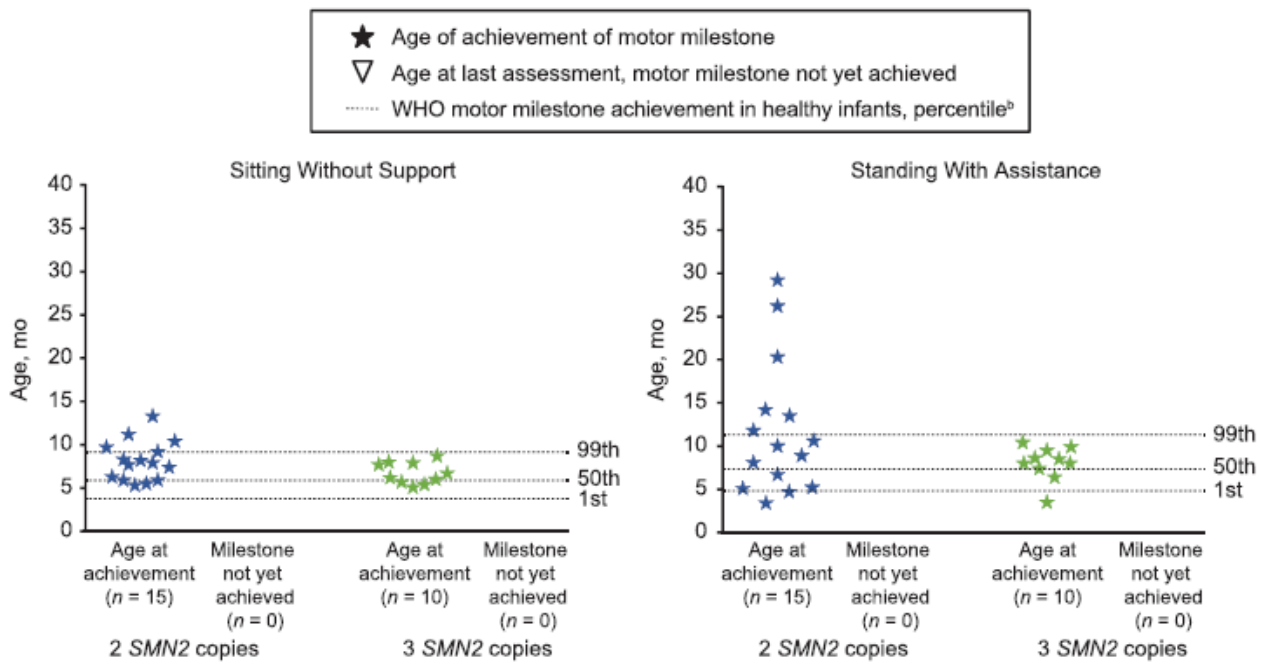 Age of achievement of motor milestone
Age at last assessment, motor milestone not yet achieved
WHO motor milestone achievement in healthy infants, percentileᵇ
Sitting Without Support
40
35
30
25
20
15
10
5
0
Age, mo
99th
50th
1st
Age at
achievement
(n = 15)
Milestone
not yet
achieved
(n = 0)
Age at
achievement
(n = 10)
Milestone
not yet
achieved
(n = 0)
2 SMN2 copies
3 SMN2 copies
Standing With Assistance
40
35
30
25
20
15
10
5
0
Age, mo
99th
50th
1st
Age at
achievement
(n = 15)
Milestone
not yet
achieved
(n = 0)
Age at
achievement
(n = 10)
Milestone
not yet
achieved
(n = 0)
2 SMN2 copies
3 SMN2 copies